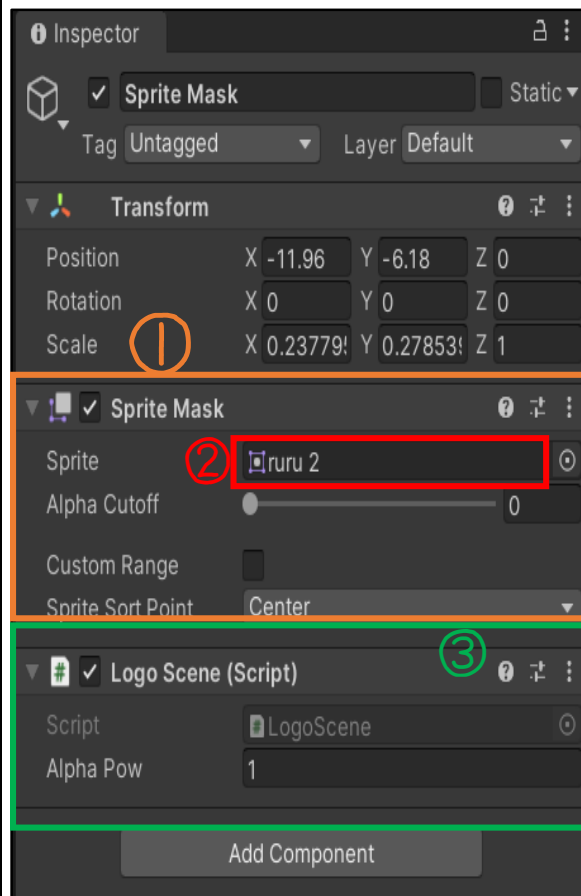 Inspector
Sprite Mask Static
Tag Untagged Layer Default
Transform
Position X -11.96 Y -6.18 Z 0
Rotation X 0 Y 0 Z 0
Scale ① X 0.237795 Y 0.278539 Z 1
Sprite Mask
Sprite ② ruru 2
Alpha Cutoff 0
Custom Range
Sprite Sort Point Center
③
# Logo Scene (Script)
Script # LogoScene
Alpha Pow 1
Add Component